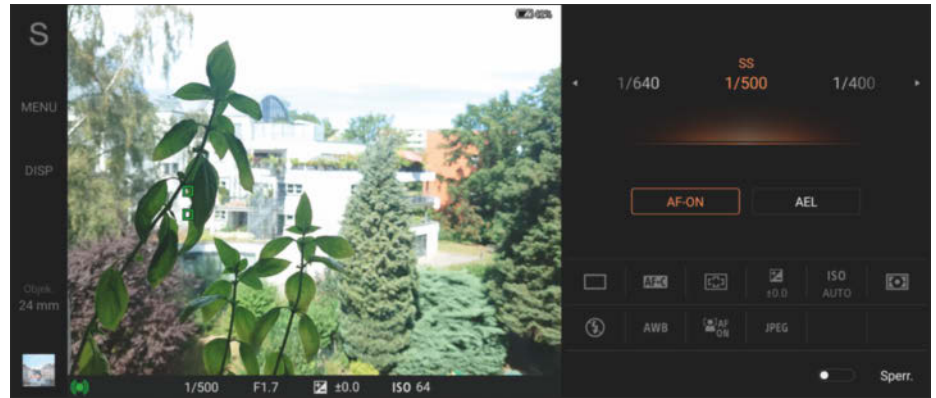 S
MENU
DISP
Objek.
24 mm
1/500 F1.7 ±0.0 ISO 64
SS
1/640 1/500 1/400
AF-ON AEL
AF-C ±0.0 ISO AUTO
AWB AF ON JPEG
Sperr.